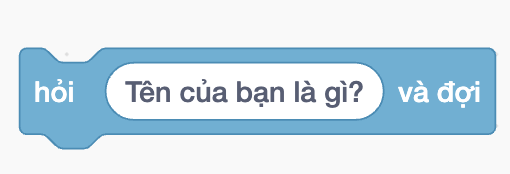 hỏi Tên của bạn là gì? và đợi